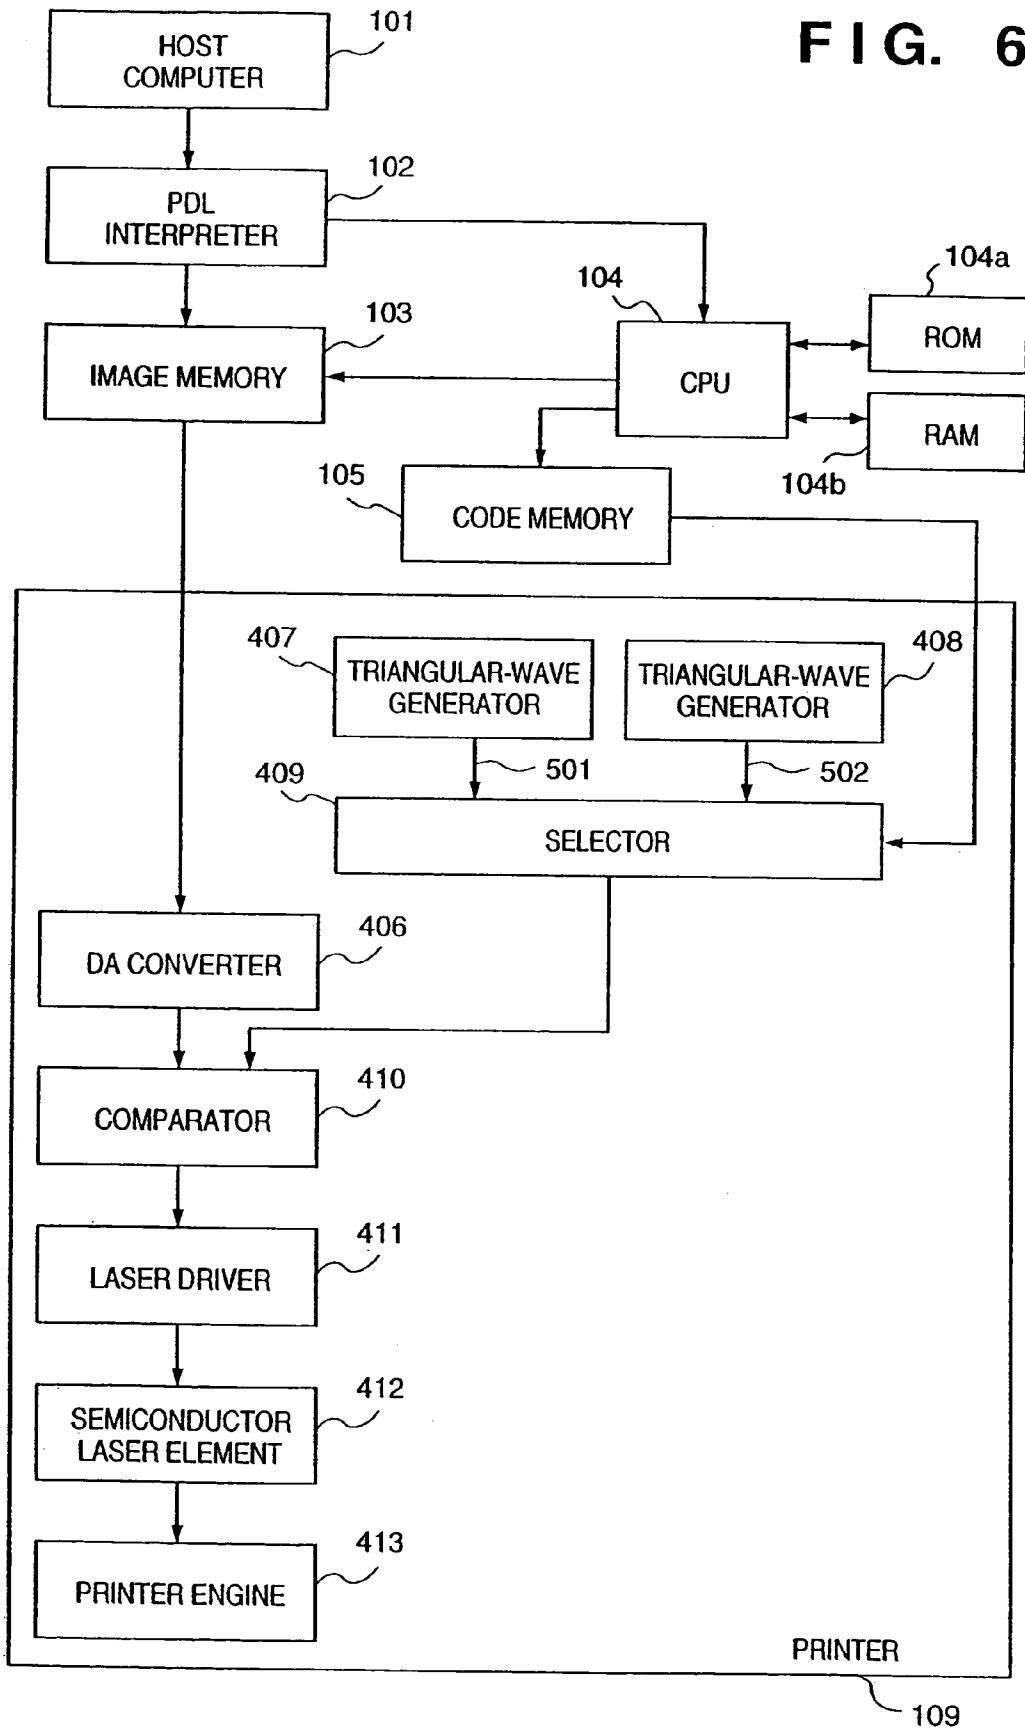 FIG. 6
HOST
COMPUTER
101
PDL
INTERPRETER
102
IMAGE MEMORY
103
104
CPU
104a
ROM
RAM
104b
105
CODE MEMORY
407
TRIANGULAR-WAVE
GENERATOR
TRIANGULAR-WAVE
GENERATOR
408
501
502
409
SELECTOR
DA CONVERTER
406
COMPARATOR
410
LASER DRIVER
411
SEMICONDUCTOR
LASER ELEMENT
412
PRINTER ENGINE
413
PRINTER
109